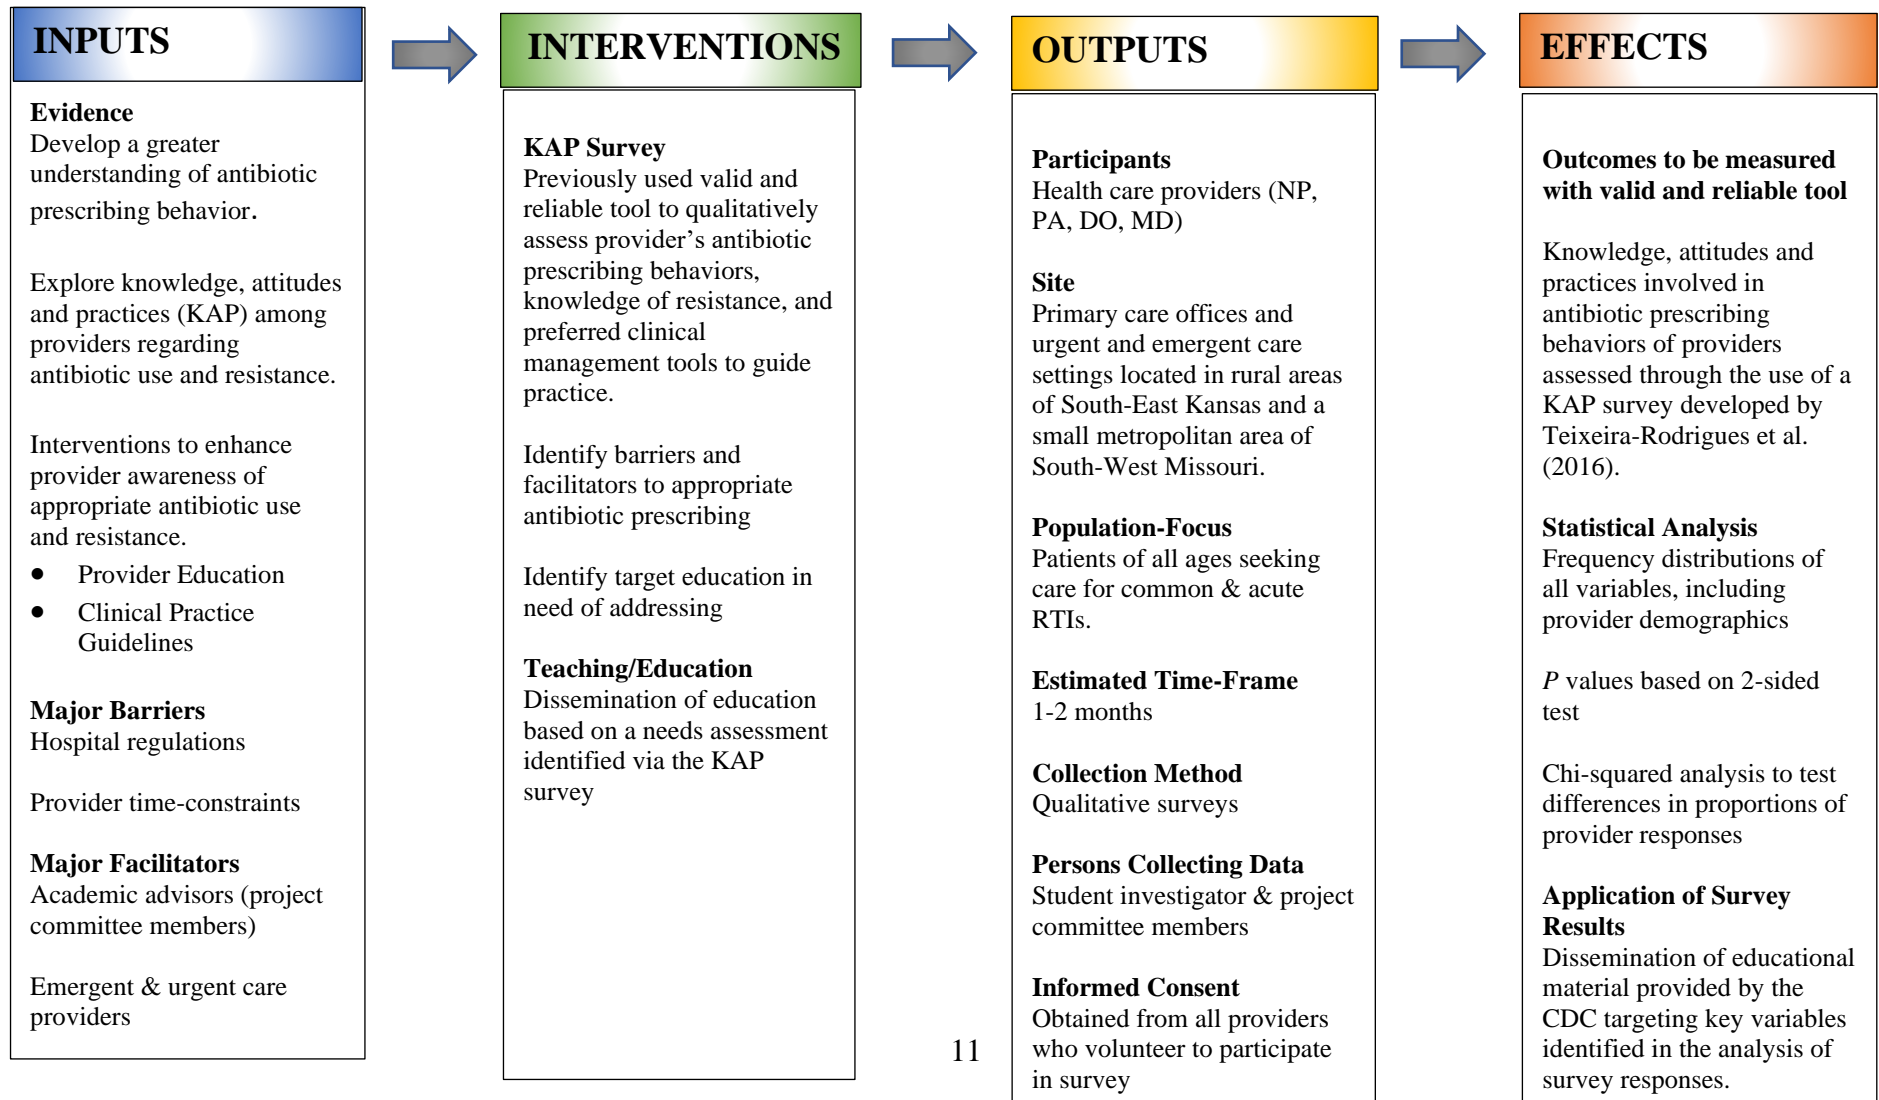 INPUTS
Evidence
Develop a greater
understanding of antibiotic
prescribing behavior.
Explore knowledge, attitudes
and practices (KAP) among
providers regarding
antibiotic use and resistance.
Interventions to enhance
provider awareness of
appropriate antibiotic use
and resistance.
• Provider Education
• Clinical Practice
Guidelines
Major Barriers
Hospital regulations
Provider time-constraints
Major Facilitators
Academic advisors (project
committee members)
Emergent & urgent care
providers
INTERVENTIONS
KAP Survey
Previously used valid and
reliable tool to qualitatively
assess provider’s antibiotic
prescribing behaviors,
knowledge of resistance, and
preferred clinical
management tools to guide
practice.
Identify barriers and
facilitators to appropriate
antibiotic prescribing
Identify target education in
need of addressing
Teaching/Education
Dissemination of education
based on a needs assessment
identified via the KAP
survey
OUTPUTS
Participants
Health care providers (NP,
PA, DO, MD)
Site
Primary care offices and
urgent and emergent care
settings located in rural areas
of South-East Kansas and a
small metropolitan area of
South-West Missouri.
Population-Focus
Patients of all ages seeking
care for common & acute
RTIs.
Estimated Time-Frame
1-2 months
Collection Method
Qualitative surveys
Persons Collecting Data
Student investigator & project
committee members
Informed Consent
Obtained from all providers
who volunteer to participate
in survey
EFFECTS
Outcomes to be measured
with valid and reliable tool
Knowledge, attitudes and
practices involved in
antibiotic prescribing
behaviors of providers
assessed through the use of a
KAP survey developed by
Teixeira-Rodrigues et al.
(2016).
Statistical Analysis
Frequency distributions of
all variables, including
provider demographics
P values based on 2-sided
test
Chi-squared analysis to test
differences in proportions of
provider responses
Application of Survey
Results
Dissemination of educational
material provided by the
CDC targeting key variables
identified in the analysis of
survey responses.
11